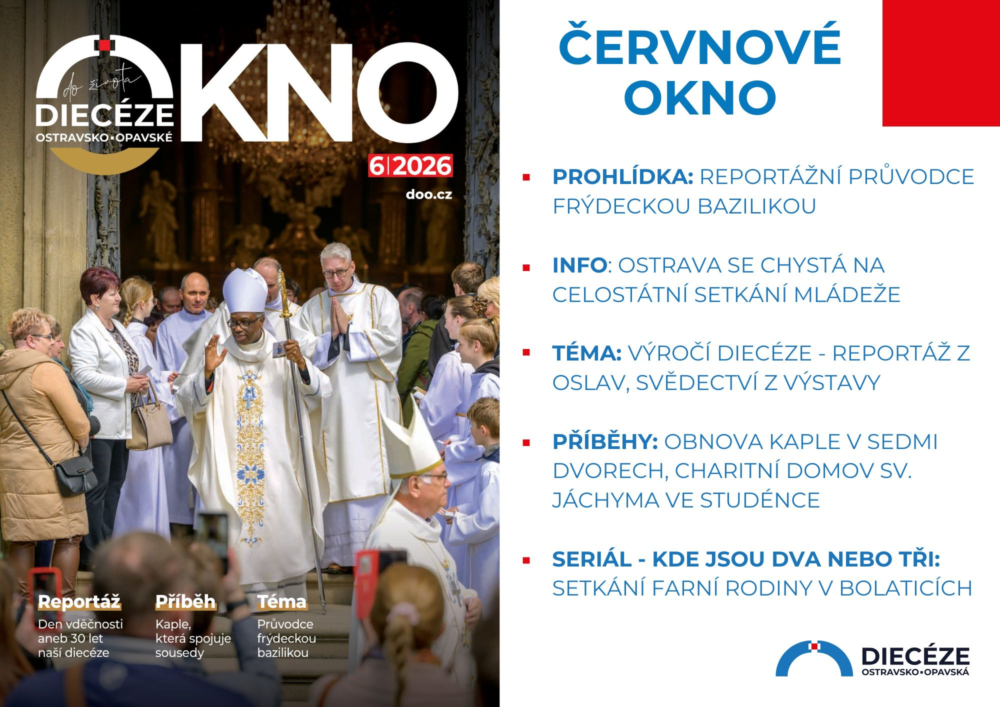 OKNO
do života
DIECÉZE
OSTRAVSKO▪OPAVSKÉ
6|2026
doo.cz
Reportáž
Den vděčnosti
aneb 30 let
naší diecéze
Příběh
Kaple,
která spojuje
sousedy
Téma
Průvodce
frýdeckou
bazilikou
ČERVNOVÉ
OKNO
▪ PROHLÍDKA: REPORTÁŽNÍ PRŮVODCE
FRÝDECKOU BAZILIKOU
▪ INFO: OSTRAVA SE CHYSTÁ NA
CELOSTÁTNÍ SETKÁNÍ MLÁDEŽE
▪ TÉMA: VÝROČÍ DIECÉZE - REPORTÁŽ Z
OSLAV, SVĚDECTVÍ Z VÝSTAVY
▪ PŘÍBĚHY: OBNOVA KAPLE V SEDMI
DVORECH, CHARITNÍ DOMOV SV.
JÁCHYMA VE STUDÉNCE
▪ SERIÁL - KDE JSOU DVA NEBO TŘI:
SETKÁNÍ FARNÍ RODINY V BOLATICÍCH
DIECÉZE
OSTRAVSKO▪OPAVSKÁ